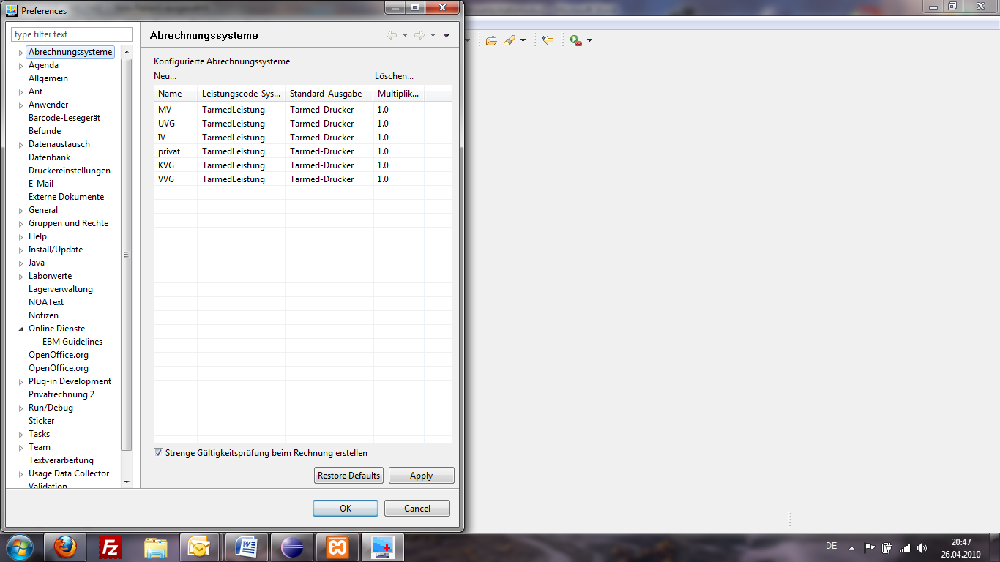 Preferences
type filter text
Abrechnungssysteme
Agenda
Allgemein
Ant
Anwender
Barcode-Lesegerät
Befunde
Datenaustausch
Datenbank
Druckereinstellungen
E-Mail
Externe Dokumente
General
Gruppen und Rechte
Help
Install/Update
Java
Laborwerte
Lagerverwaltung
NOAText
Notizen
Online Dienste
EBM Guidelines
OpenOffice.org
OpenOffice.org
Plug-in Development
Privatrechnung 2
Run/Debug
Sticker
Tasks
Team
Textverarbeitung
Usage Data Collector
Validation
Abrechnungssysteme
Konfigurierte Abrechnungssysteme
Neu... Löschen...
Name Leistungscode-Sys... Standard-Ausgabe Multiplik...
MV TarmedLeistung Tarmed-Drucker 1.0
UVG TarmedLeistung Tarmed-Drucker 1.0
IV TarmedLeistung Tarmed-Drucker 1.0
privat TarmedLeistung Tarmed-Drucker 1.0
KVG TarmedLeistung Tarmed-Drucker 1.0
VVG TarmedLeistung Tarmed-Drucker 1.0
Strenge Gültigkeitsprüfung beim Rechnung erstellen
Restore Defaults Apply
OK Cancel
DE 20:47
26.04.2010